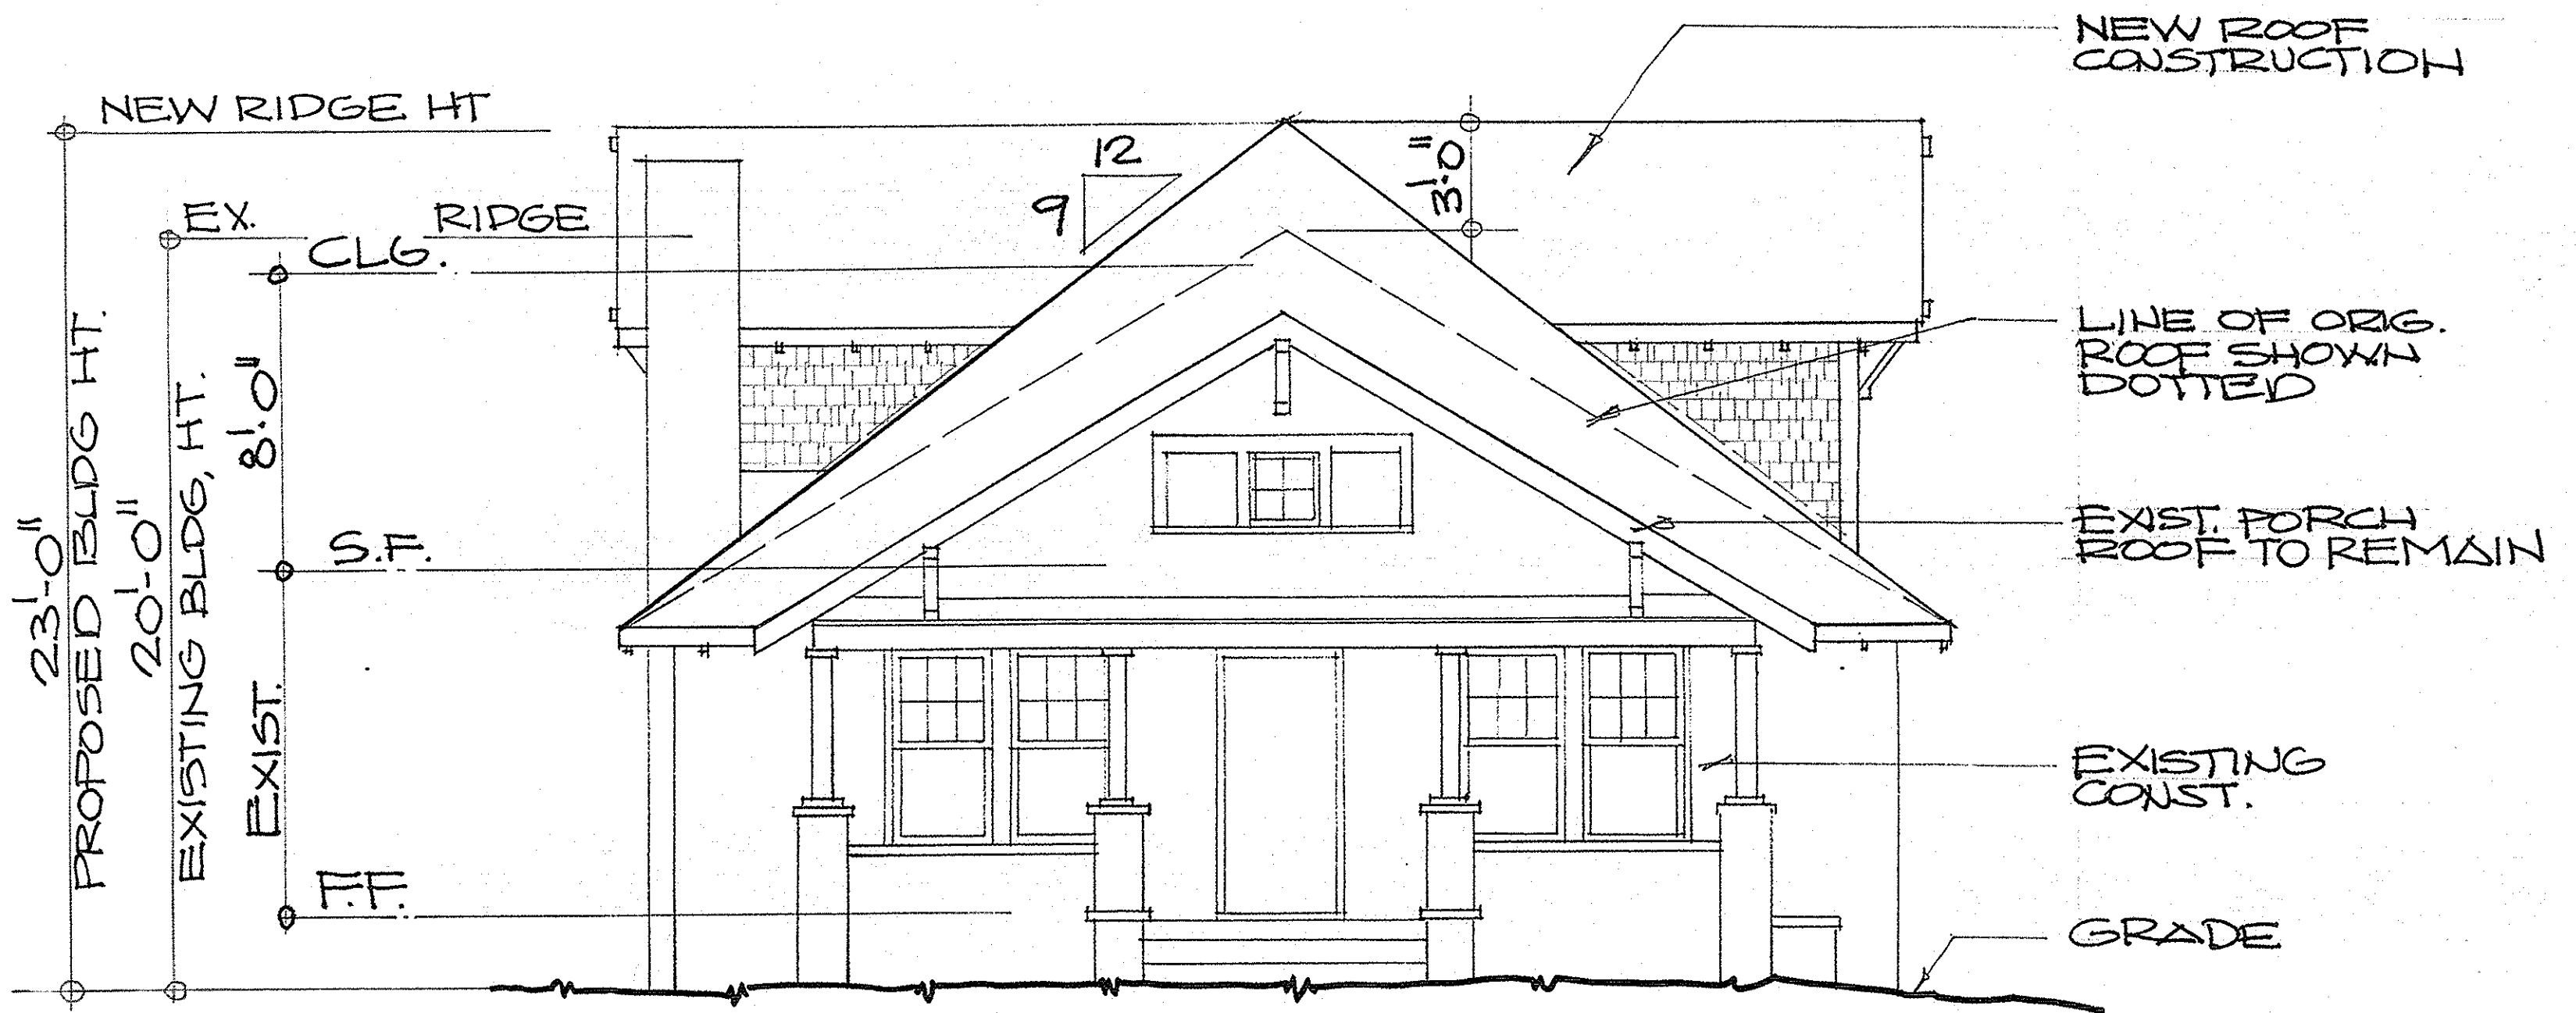 NEW RIDGE HT
EX. RIDGE
CLG.
8'-0"
S.F.
EXIST.
F.F.
23'-0"
PROPOSED BLDG HT.
20'-0"
EXISTING BLDG, HT.
12
9
3'-0"
NEW ROOF
CONSTRUCTION
LINE OF ORIG.
ROOF SHOWN
DOTTED
EXIST. PORCH
ROOF TO REMAIN
EXISTING
CONST.
GRADE